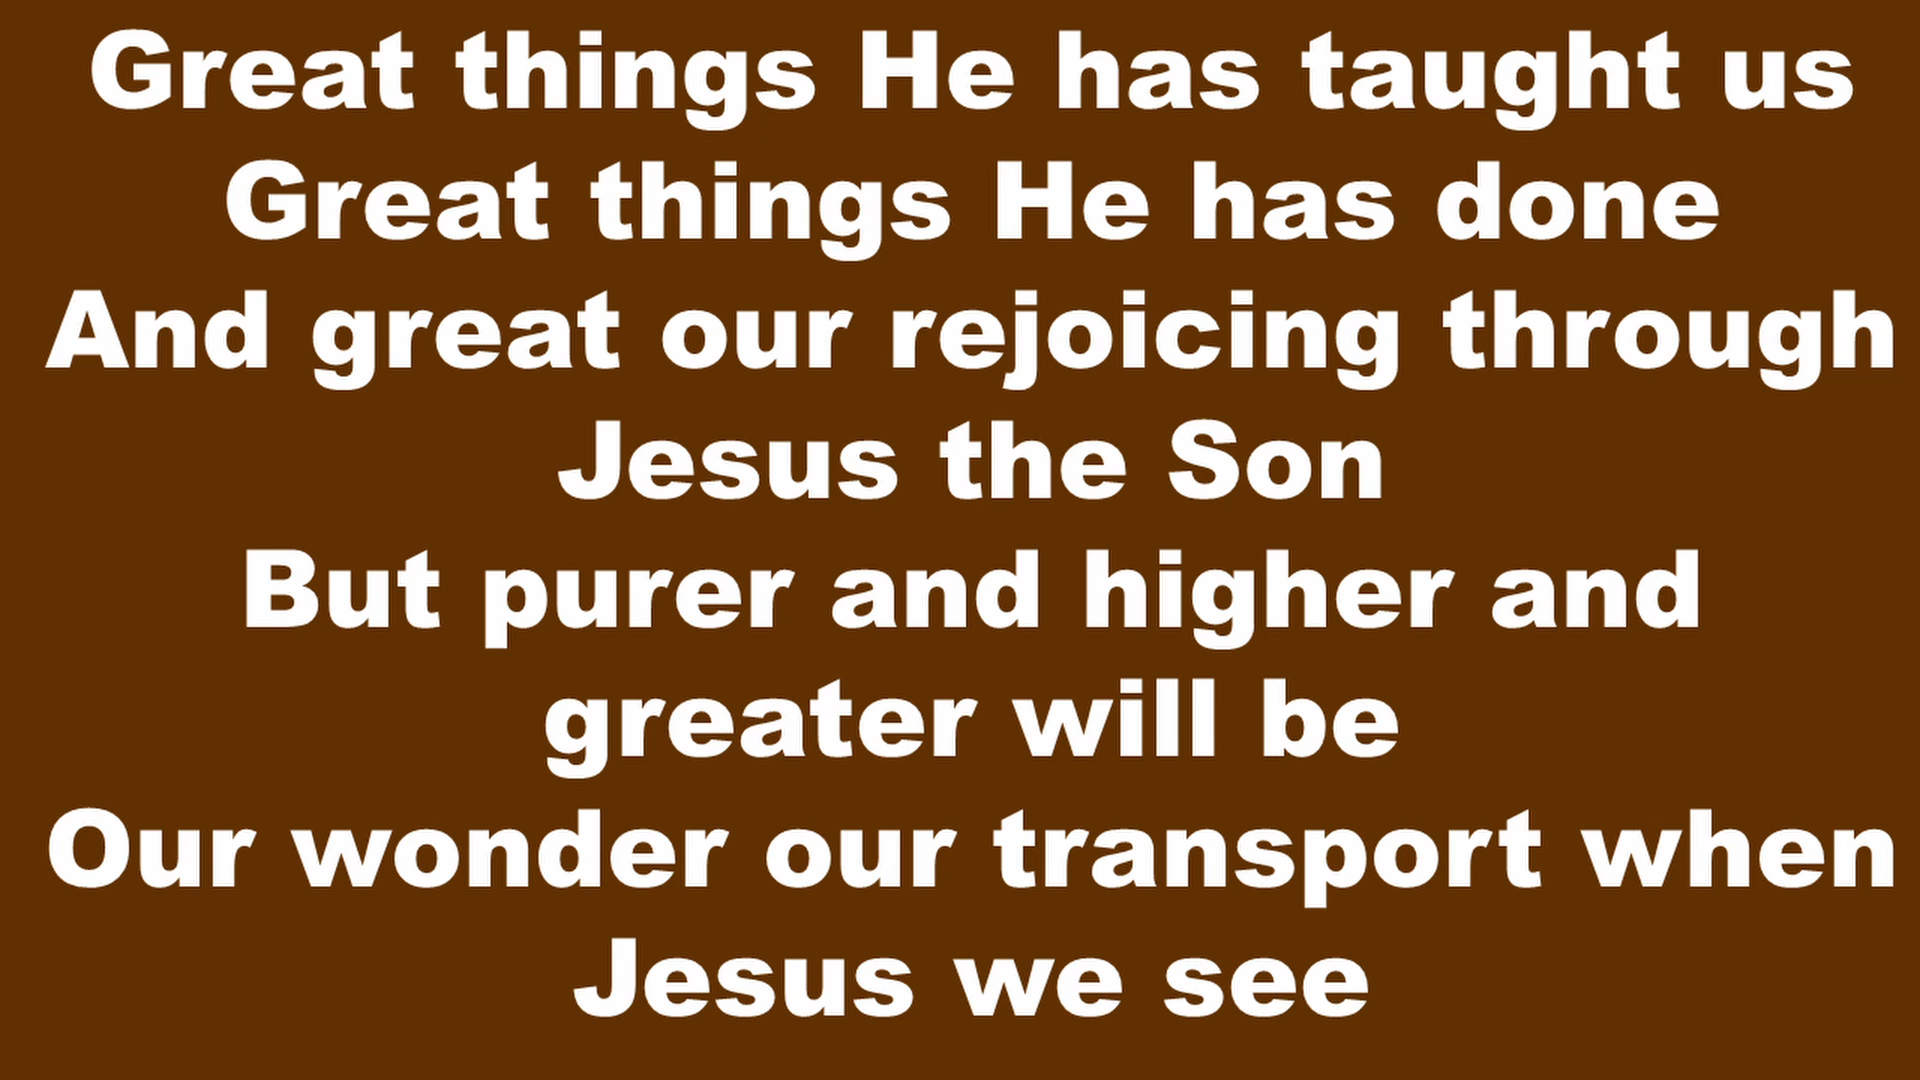 Great things He has taught us
Great things He has done
And great our rejoicing through
Jesus the Son
But purer and higher and
greater will be
Our wonder our transport when
Jesus we see